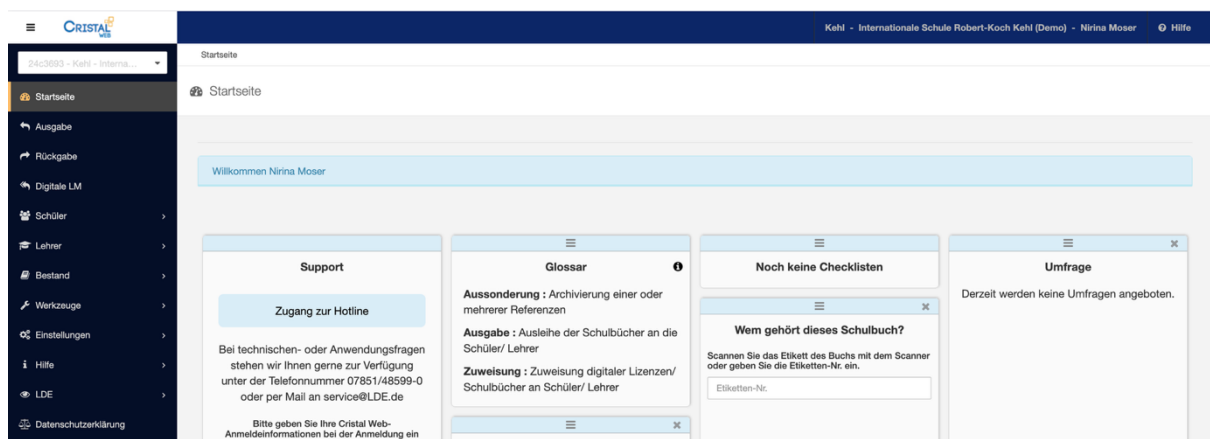 CRISTAL
WEB
Kehl - Internationale Schule Robert-Koch Kehl (Demo) - Nirina Moser
Hilfe
24c3693 - Kehl - Interna...
Startseite
Ausgabe
Rückgabe
Digitale LM
Schüler
Lehrer
Bestand
Werkzeuge
Einstellungen
Hilfe
LDE
Datenschutzerklärung
Startseite
Startseite
Willkommen Nirina Moser
Support
Zugang zur Hotline
Bei technischen- oder Anwendungsfragen
stehen wir Ihnen gerne zur Verfügung
unter der Telefonnummer 07851/48599-0
oder per Mail an service@LDE.de
Bitte geben Sie Ihre Cristal Web-
Anmeldeinformationen bei der Anmeldung ein
Glossar
Aussonderung : Archivierung einer oder
mehrerer Referenzen
Ausgabe : Ausleihe der Schulbücher an die
Schüler/ Lehrer
Zuweisung : Zuweisung digitaler Lizenzen/
Schulbücher an Schüler/ Lehrer
Noch keine Checklisten
Wem gehört dieses Schulbuch?
Scannen Sie das Etikett des Buchs mit dem Scanner
oder geben Sie die Etiketten-Nr. ein.
Etiketten-Nr.
Umfrage
Derzeit werden keine Umfragen angeboten.